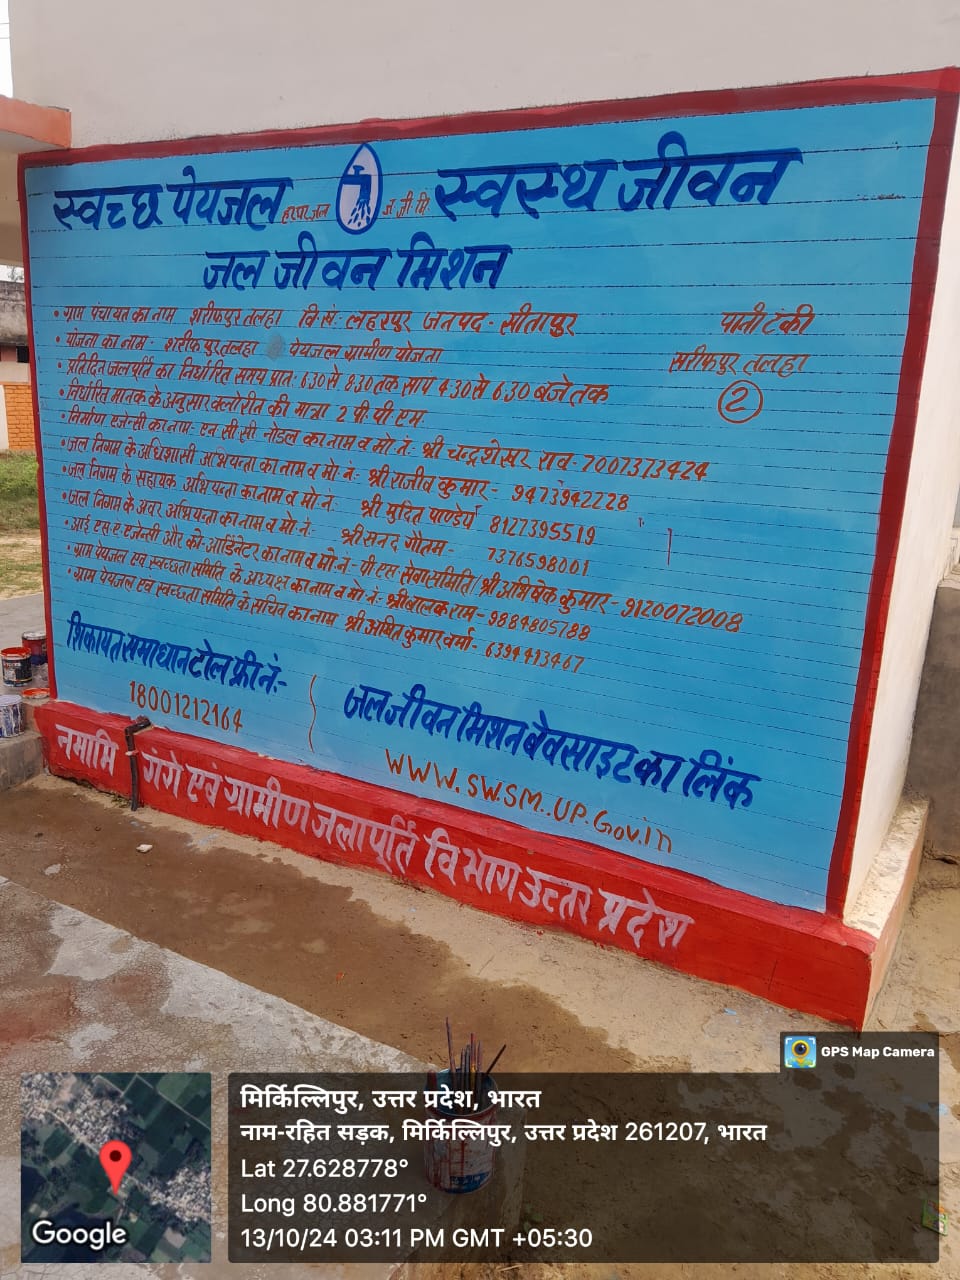 स्वच्छ पेयजल हर घर जल ज. जी. मि. स्वस्थ जीवन
जल जीवन मिशन
• ग्राम पंचायत का नाम शरीफपुर तलहा वि.सं: लहरपुर जनपद - सीतापुर
• योजना का नाम - शरीफपुर तलहा पेयजल ग्रामीण योजना
• प्रतिदिन जलपूर्ति का निर्धारित समय प्रात: 6:30 से 8:30 तक सायं 4:30 से 6:30 बजे तक
• निर्धारित मानक के अनुसार क्लोरीन की मात्रा 2 पी.पी.एम.
• निर्माण एजेन्सी का नाम: एन.सी.सी. नोडल का नाम व मो.नं: श्री चन्द्रशेखर राव - 7007373424
• जल निगम के अधिशासी अभियन्ता का नाम व मो.नं: श्री राजीव कुमार - 9473942228
• जल निगम के सहायक अभियन्ता का नाम व मो.नं: श्री मुदित पाण्डेय 8127395519
• जल निगम के अवर अभियन्ता का नाम व मो.नं: श्री सनद गौतम - 7376598001
• आई.एस.ए. एजेन्सी और को-आर्डिनेटर का नाम व मो.नं: - पी.एस. सेवा समिति / श्री अभिषेक कुमार - 9120072008
• ग्राम पेयजल एवं स्वच्छता समिति के अध्यक्ष का नाम व मो.नं: श्री बालकराम - 9884805788
• ग्राम पेयजल एवं स्वच्छता समिति के सचिव का नाम श्री अमित कुमार वर्मा - 6394413467
पानी टंकी
सरीफपुर तलहा
2
शिकायत समाधान टोल फ्री नं:-
18001212164
जल जीवन मिशन बैवसाइट का लिंक
WWW.SWSM.UP.Gov.in
नमामि गंगे एवं ग्रामीण जलापूर्ति विभाग उत्तर प्रदेश
GPS Map Camera
मिर्किल्लिपुर, उत्तर प्रदेश, भारत
नाम-रहित सड़क, मिर्किल्लिपुर, उत्तर प्रदेश 261207, भारत
Lat 27.628778°
Long 80.881771°
13/10/24 03:11 PM GMT +05:30
Google